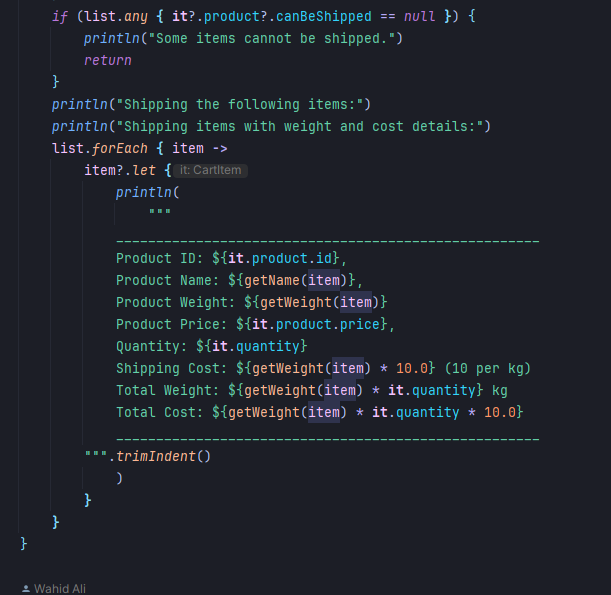 if (list.any { it?.product?.canBeShipped == null }) {
println("Some items cannot be shipped.")
return
}
println("Shipping the following items:")
println("Shipping items with weight and cost details:")
list.forEach { item ->
item?.let { it: CartItem
println(
"""
_____________________________________________________
Product ID: ${it.product.id},
Product Name: ${getName(item)},
Product Weight: ${getWeight(item)}
Product Price: ${it.product.price},
Quantity: ${it.quantity}
Shipping Cost: ${getWeight(item) * 10.0} (10 per kg)
Total Weight: ${getWeight(item) * it.quantity} kg
Total Cost: ${getWeight(item) * it.quantity * 10.0}
_____________________________________________________
""".trimIndent()
)
}
}
}
Wahid Ali